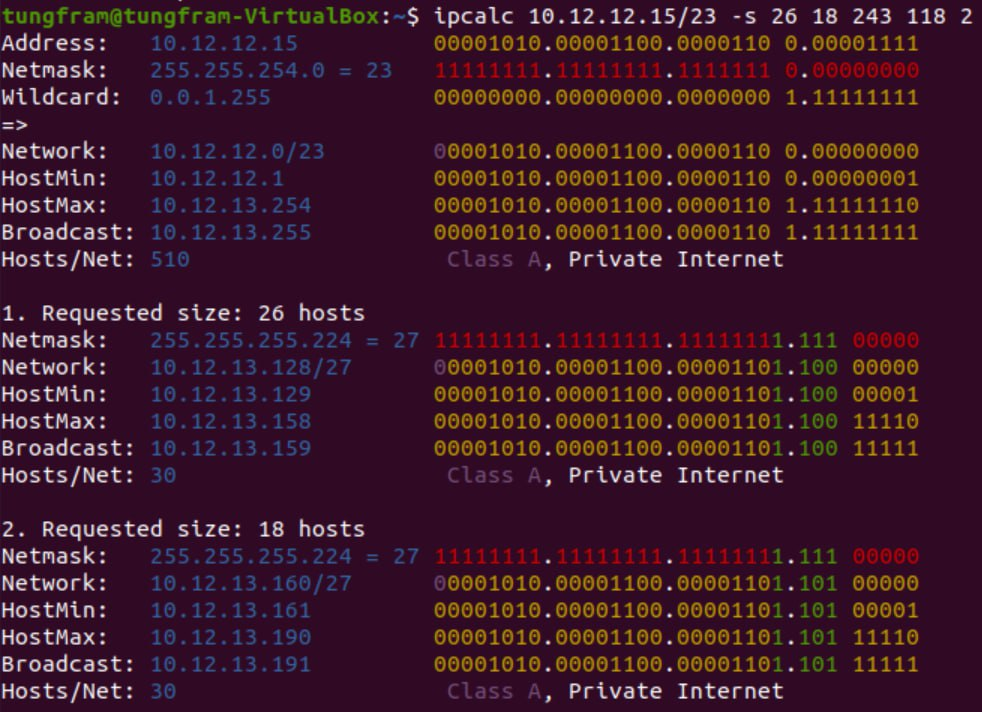 tungfram@tungfram-VirtualBox:~$ ipcalc 10.12.12.15/23 -s 26 18 243 118 2
Address:   10.12.12.15          00001010.00001100.0000110 0.00001111
Netmask:   255.255.254.0 = 23   11111111.11111111.1111111 0.00000000
Wildcard:  0.0.1.255            00000000.00000000.0000000 1.11111111
=>
Network:   10.12.12.0/23        00001010.00001100.0000110 0.00000000
HostMin:   10.12.12.1           00001010.00001100.0000110 0.00000001
HostMax:   10.12.13.254         00001010.00001100.0000110 1.11111110
Broadcast: 10.12.13.255         00001010.00001100.0000110 1.11111111
Hosts/Net: 510                   Class A, Private Internet

1. Requested size: 26 hosts
Netmask:   255.255.255.224 = 27 11111111.11111111.11111111.111 00000
Network:   10.12.13.128/27      00001010.00001100.00001101.100 00000
HostMin:   10.12.13.129         00001010.00001100.00001101.100 00001
HostMax:   10.12.13.158         00001010.00001100.00001101.100 11110
Broadcast: 10.12.13.159         00001010.00001100.00001101.100 11111
Hosts/Net: 30                    Class A, Private Internet

2. Requested size: 18 hosts
Netmask:   255.255.255.224 = 27 11111111.11111111.11111111.111 00000
Network:   10.12.13.160/27      00001010.00001100.00001101.101 00000
HostMin:   10.12.13.161         00001010.00001100.00001101.101 00001
HostMax:   10.12.13.190         00001010.00001100.00001101.101 11110
Broadcast: 10.12.13.191         00001010.00001100.00001101.101 11111
Hosts/Net: 30                    Class A, Private Internet